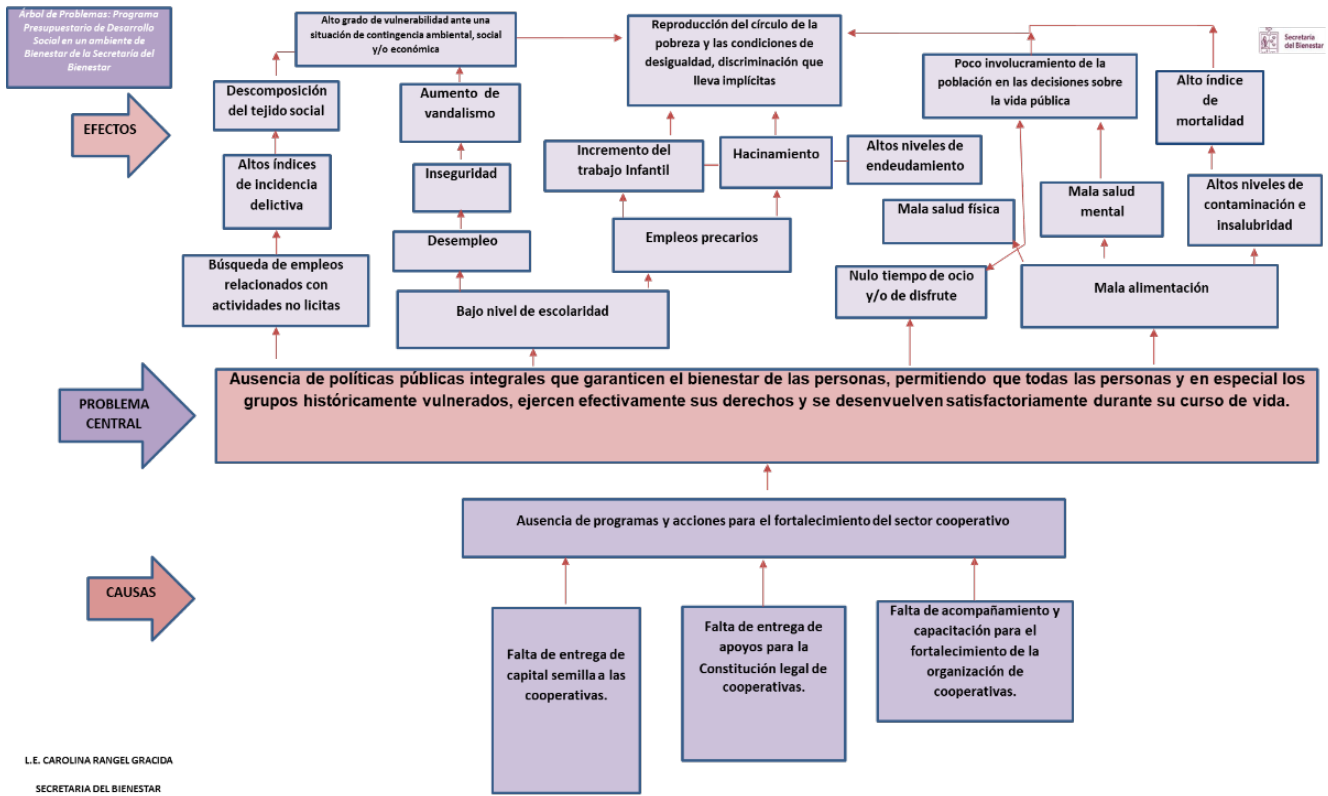 Árbol de Problemas: Programa
Presupuestario de Desarrollo
Social en un ambiente de
Bienestar de la Secretaría del
Bienestar
Alto grado de vulnerabilidad ante una
situación de contingencia ambiental, social
y/o económica
Reproducción del círculo de la
pobreza y las condiciones de
desigualdad, discriminación que
lleva implícitas
Secretaría
del Bienestar
Poco involucramiento de la
población en las decisiones sobre
la vida pública
Alto índice
de
mortalidad
Descomposición
del tejido social
Aumento de
vandalismo
EFECTOS
Incremento del
trabajo Infantil
Hacinamiento
Altos niveles de
endeudamiento
Altos índices
de incidencia
delictiva
Inseguridad
Mala salud física
Mala salud
mental
Altos niveles de
contaminación e
insalubridad
Desempleo
Empleos precarios
Búsqueda de empleos
relacionados con
actividades no licitas
Bajo nivel de escolaridad
Nulo tiempo de ocio
y/o de disfrute
Mala alimentación
PROBLEMA
CENTRAL
Ausencia de políticas públicas integrales que garanticen el bienestar de las personas, permitiendo que todas las personas y en especial los
grupos históricamente vulnerados, ejercen efectivamente sus derechos y se desenvuelven satisfactoriamente durante su curso de vida.
Ausencia de programas y acciones para el fortalecimiento del sector cooperativo
CAUSAS
Falta de entrega de
capital semilla a las
cooperativas.
Falta de entrega de
apoyos para la
Constitución legal de
cooperativas.
Falta de acompañamiento y
capacitación para el
fortalecimiento de la
organización de
cooperativas.
L.E. CAROLINA RANGEL GRACIDA
SECRETARIA DEL BIENESTAR